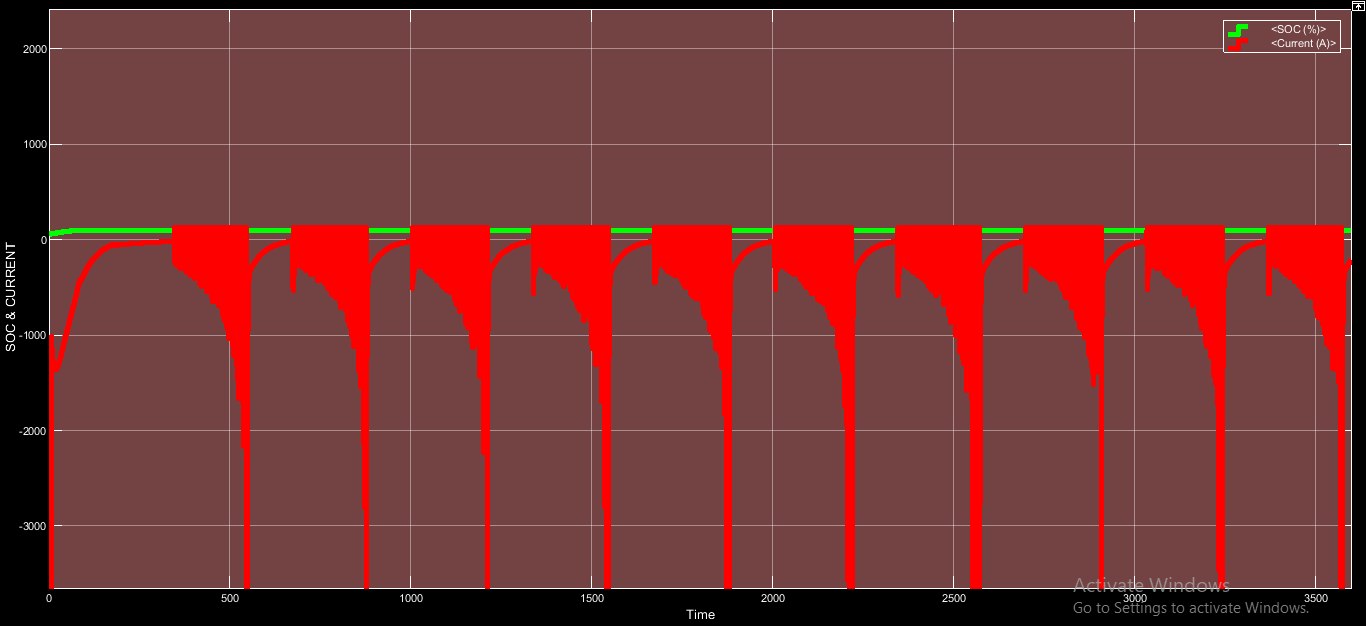 <SOC (%)>
<Current (A)>
2000
1000
0
-1000
-2000
-3000
SOC & CURRENT
0
500
1000
1500
2000
2500
3000
3500
Time
Activate Windows
Go to Settings to activate Windows.